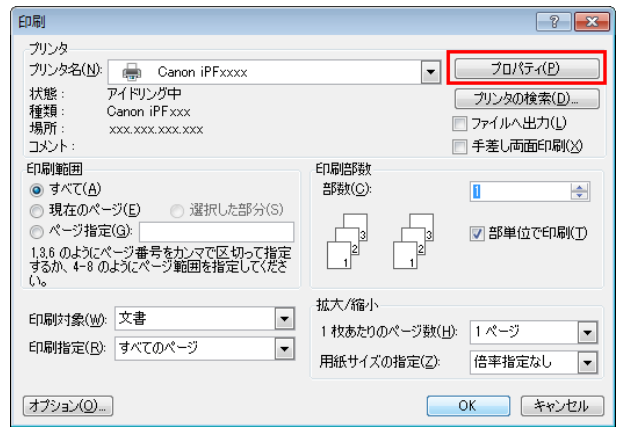 印刷
プリンタ
プリンタ名(N): Canon iPFxxxx
プロパティ(P)
状態： アイドリング中
プリンタの検索(D)...
種類： Canon iPFxxx
場所： xxx.xxx.xxx.xxx
ファイルへ出力(L)
コメント：
手差し両面印刷(X)
印刷範囲
すべて(A)
現在のページ(E) 選択した部分(S)
ページ指定(G):
1,3,6 のようにページ番号をカンマで区切って指定
するか、4-8 のようにページ範囲を指定してくださ
い。
印刷部数
部数(C): 1
3 3
2 2
1 1
部単位で印刷(T)
印刷対象(W): 文書
印刷指定(R): すべてのページ
拡大/縮小
1 枚あたりのページ数(H): 1 ページ
用紙サイズの指定(Z): 倍率指定なし
オプション(O)...
OK
キャンセル